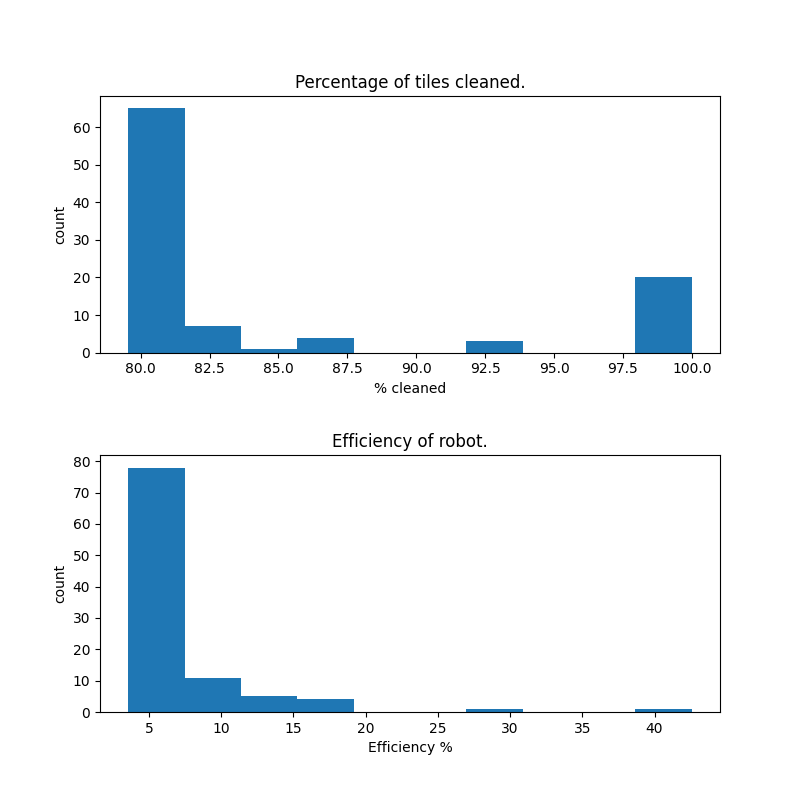 Percentage of tiles cleaned.
60
50
40
30
20
10
0
count
80.0 82.5 85.0 87.5 90.0 92.5 95.0 97.5 100.0
% cleaned
Efficiency of robot.
80
70
60
50
40
30
20
10
0
count
5 10 15 20 25 30 35 40
Efficiency %